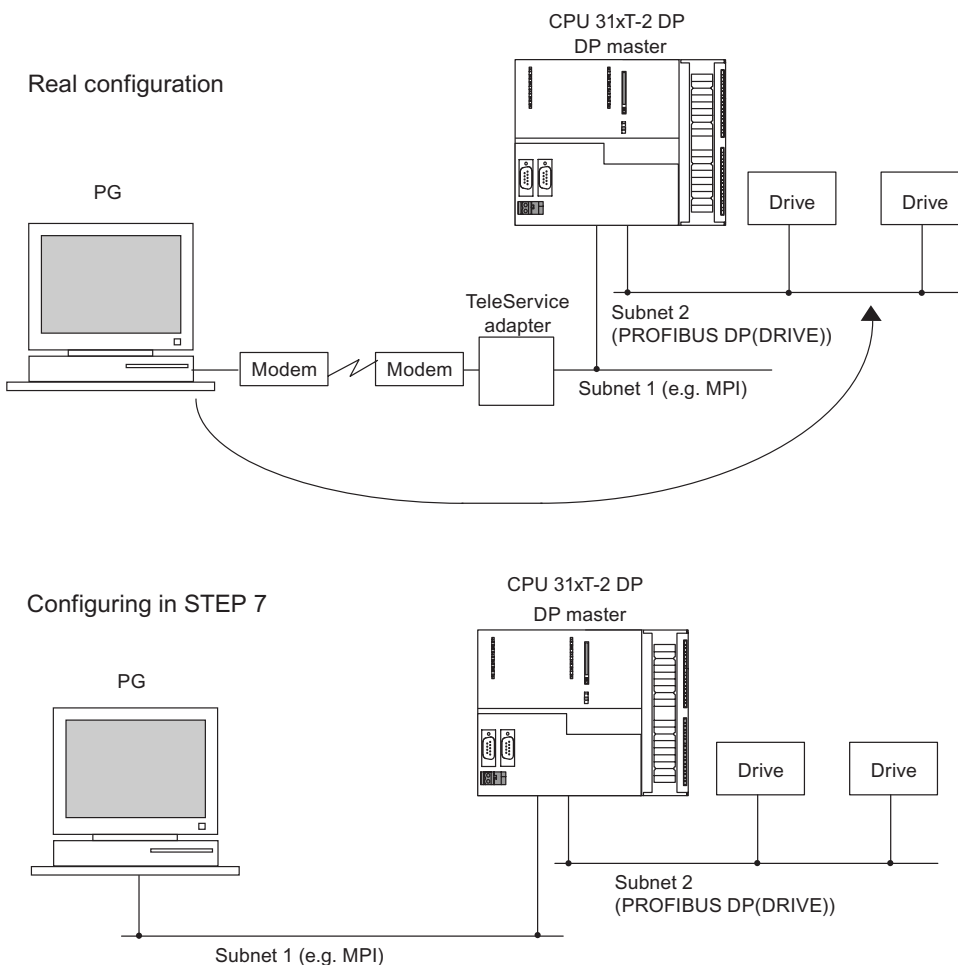 CPU 31xT-2 DP
DP master
Real configuration
PG
Drive
Drive
TeleService
adapter
Subnet 2
(PROFIBUS DP(DRIVE))
Modem
Modem
Subnet 1 (e.g. MPI)
CPU 31xT-2 DP
DP master
Configuring in STEP 7
PG
Drive
Drive
Subnet 2
(PROFIBUS DP(DRIVE))
Subnet 1 (e.g. MPI)